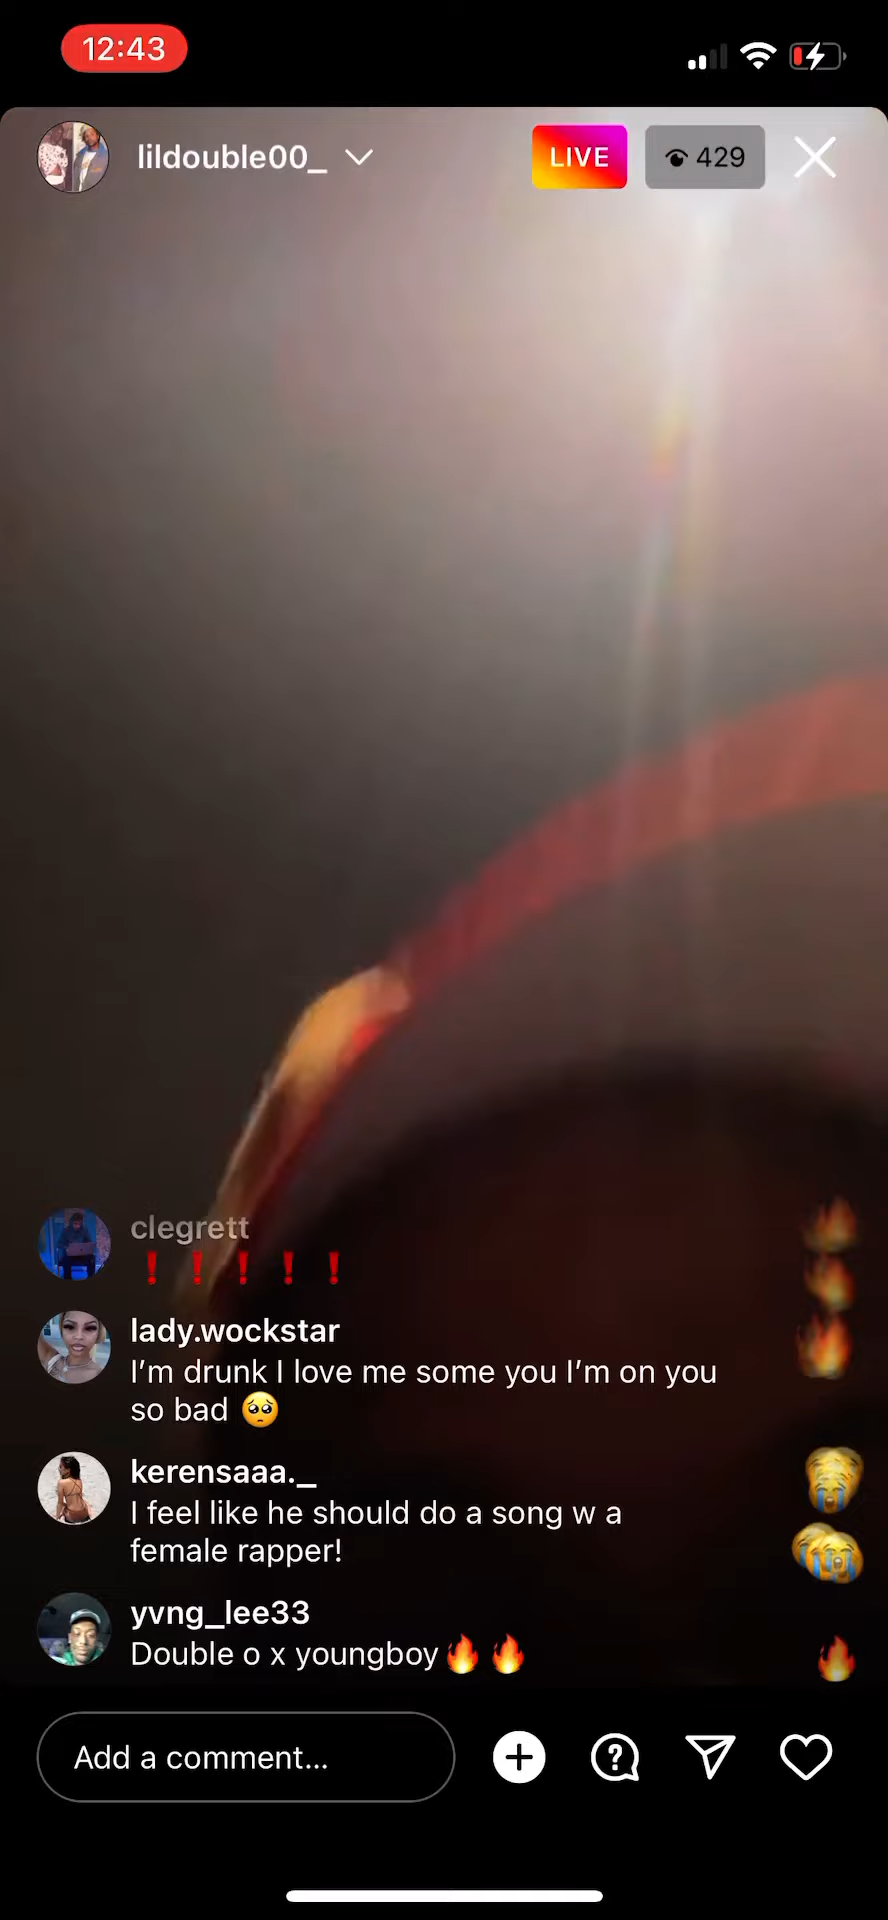 12:43
lildouble00_
LIVE
429
clegrett
❗❗❗❗❗
lady.wockstar
I'm drunk I love me some you I'm on you
so bad 🥺
kerensaaa._
I feel like he should do a song w a
female rapper!
yvng_lee33
Double o x youngboy🔥🔥
Add a comment...